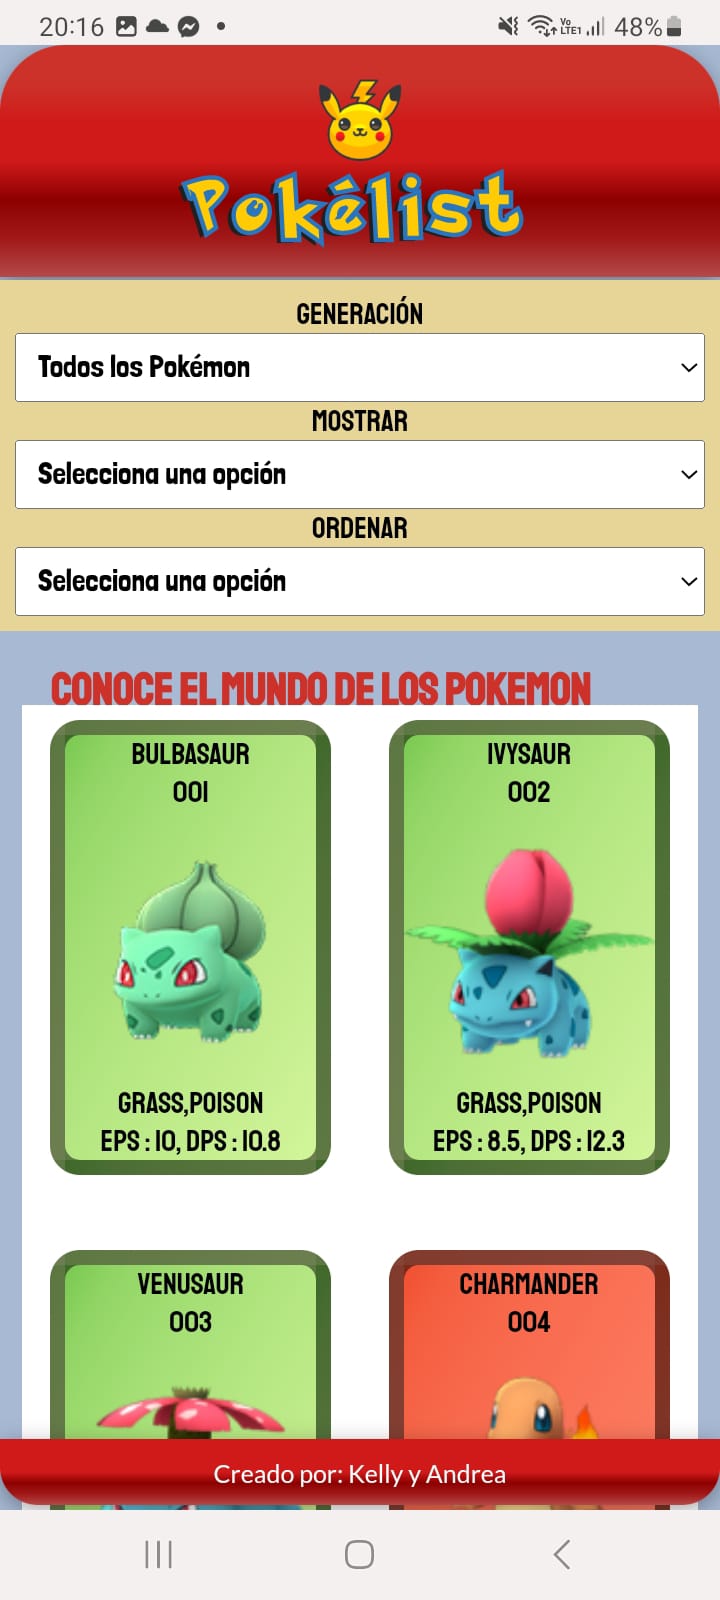 20:16 Vo LTE1 48%
Pokélist
GENERACIÓN
Todos los Pokémon
MOSTRAR
Selecciona una opción
ORDENAR
Selecciona una opción
CONOCE EL MUNDO DE LOS POKEMON
BULBASAUR
001
GRASS,POISON
EPS : 10, DPS : 10.8
IVYSAUR
002
GRASS,POISON
EPS : 8.5, DPS : 12.3
VENUSAUR
003
CHARMANDER
004
Creado por: Kelly y Andrea